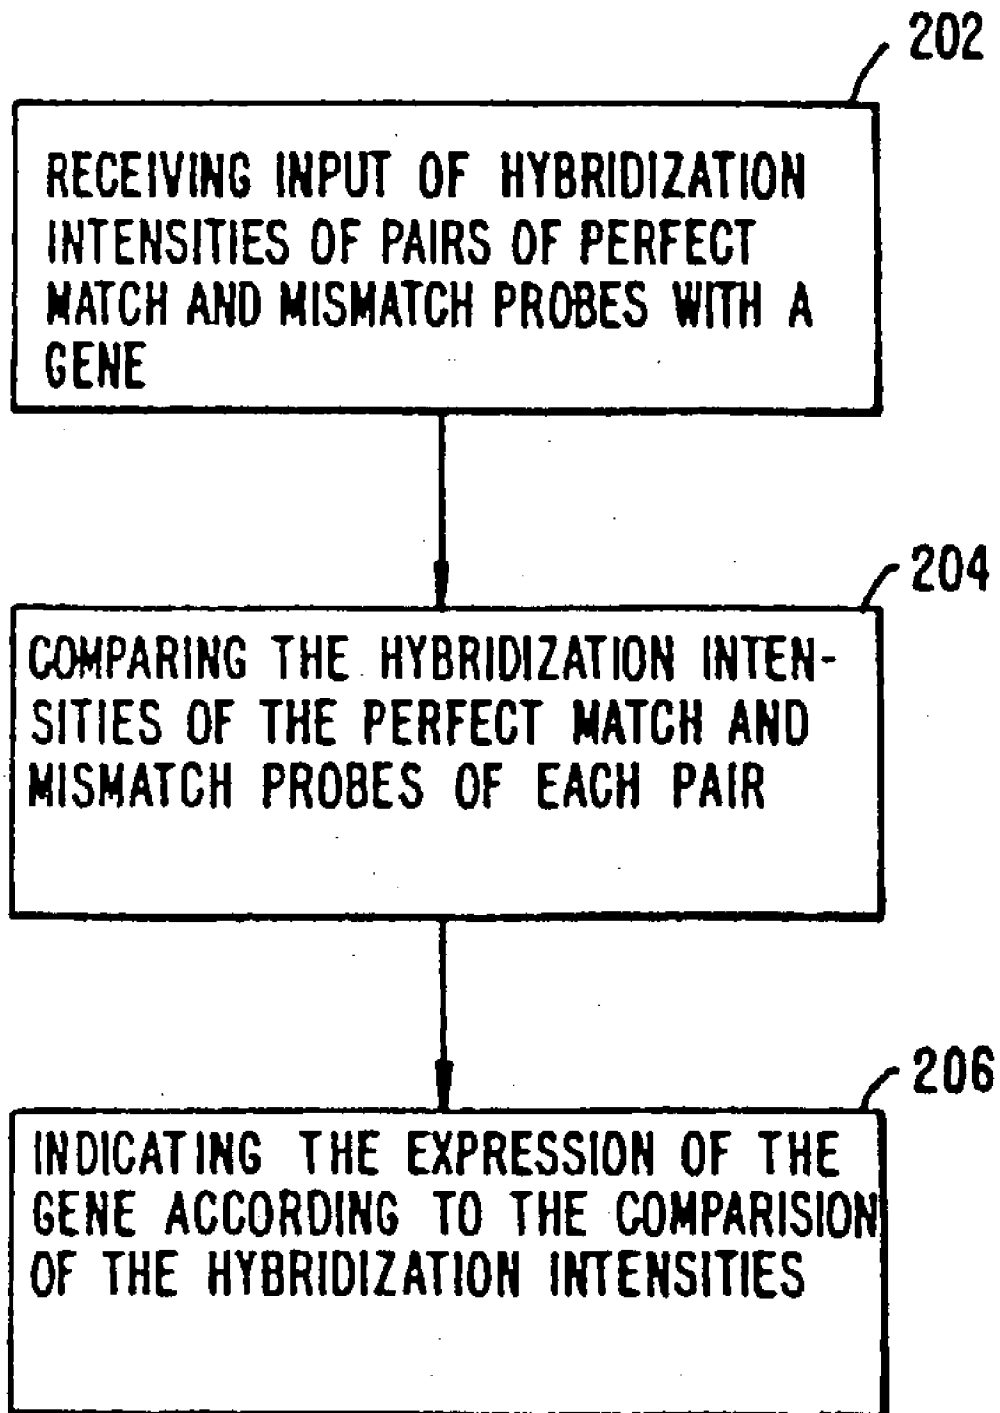 202
RECEIVING INPUT OF HYBRIDIZATION
INTENSITIES OF PAIRS OF PERFECT
MATCH AND MISMATCH PROBES WITH A
GENE
204
COMPARING THE HYBRIDIZATION INTEN-
SITIES OF THE PERFECT MATCH AND
MISMATCH PROBES OF EACH PAIR
206
INDICATING THE EXPRESSION OF THE
GENE ACCORDING TO THE COMPARISION
OF THE HYBRIDIZATION INTENSITIES